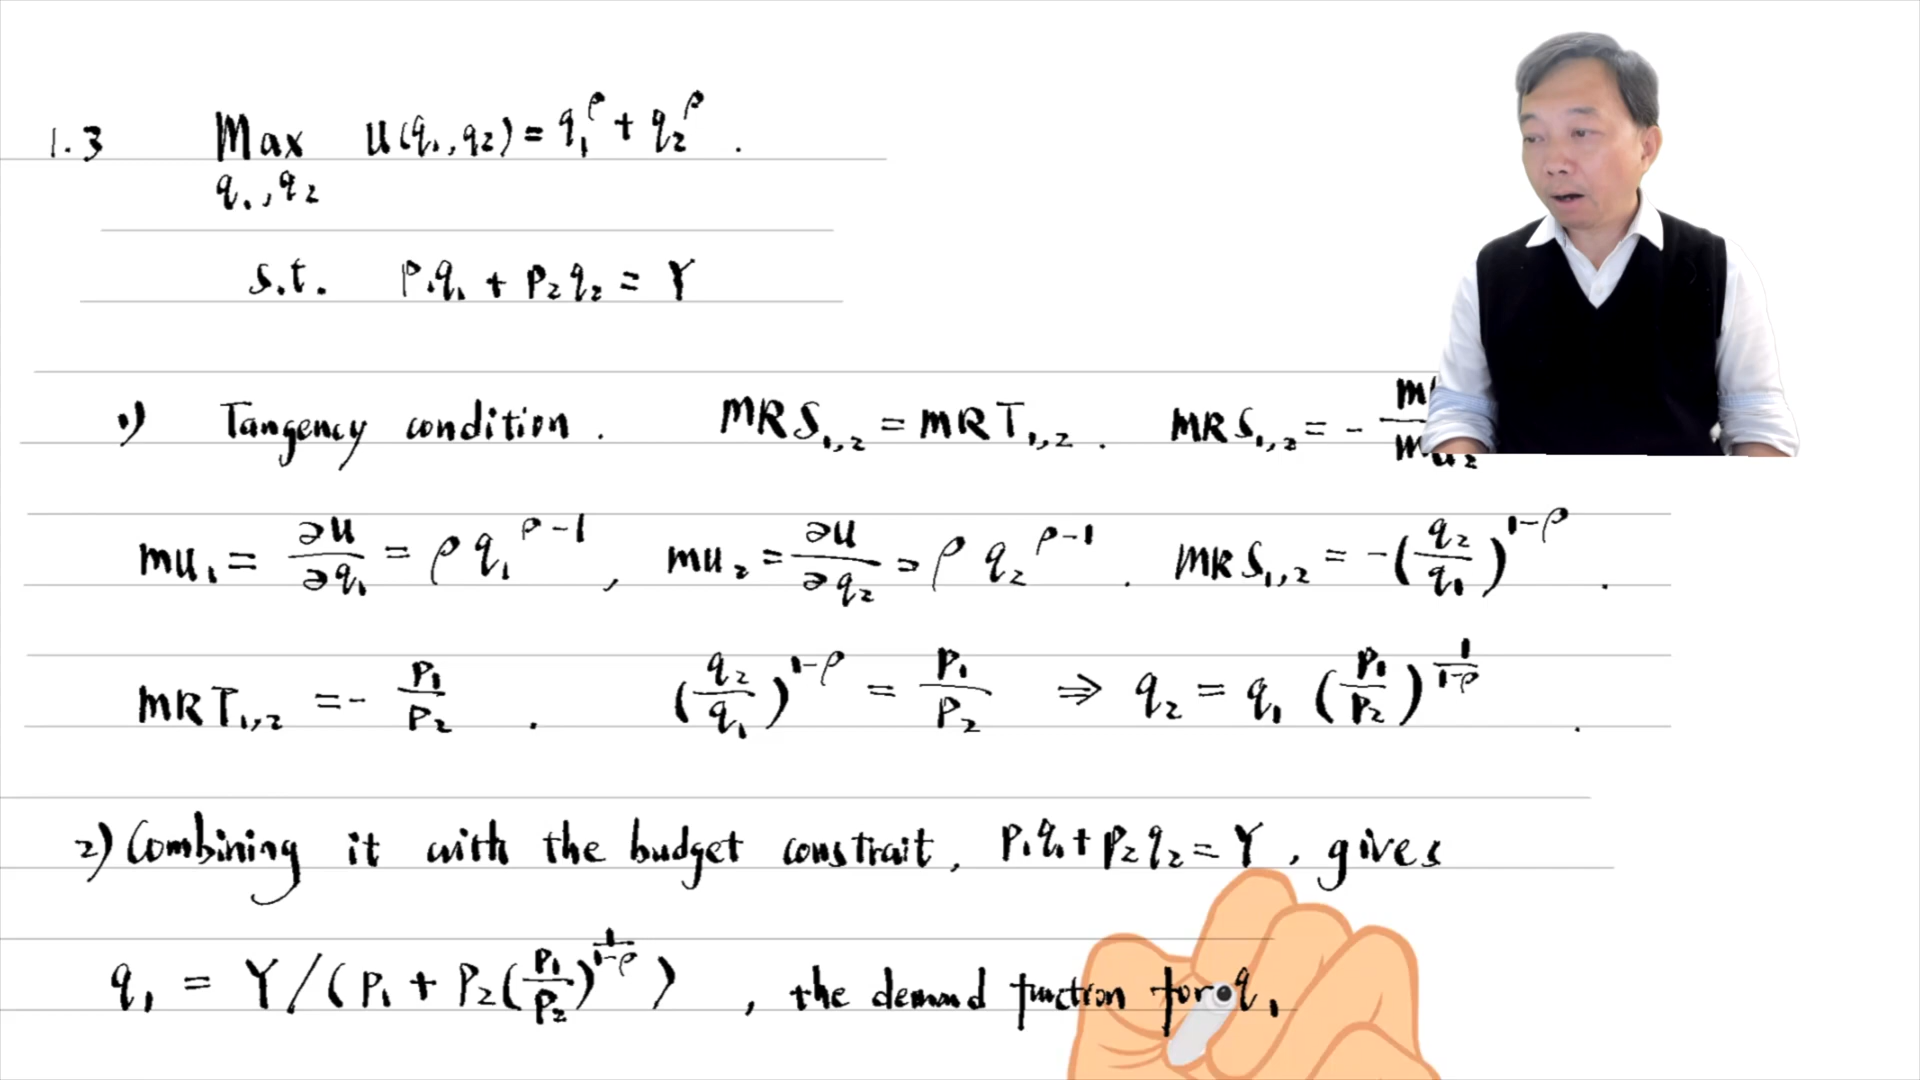 1.3 Max U(q₁,q₂) = q₁^ρ + q₂^ρ .
q₁,q₂
s.t. P₁q₁ + P₂q₂ = Y
1) Tangency condition. MRS₁,₂ = MRT₁,₂ . MRS₁,₂ = - m / mu₂
mu₁ = ∂u/∂q₁ = ρ q₁^(ρ-1) , mu₂ = ∂u/∂q₂ = ρ q₂^(ρ-1) . MRS₁,₂ = -(q₂/q₁)^(1-ρ) .
MRT₁,₂ = - P₁/P₂ . (q₂/q₁)^(1-ρ) = P₁/P₂ ⇒ q₂ = q₁ (P₁/P₂)^(1/(1-ρ)) .
2) Combining it with the budget constrait, P₁q₁ + P₂q₂ = Y, gives
q₁ = Y/(P₁ + P₂(P₁/P₂)^(1/(1-ρ))) , the demand function for q₁